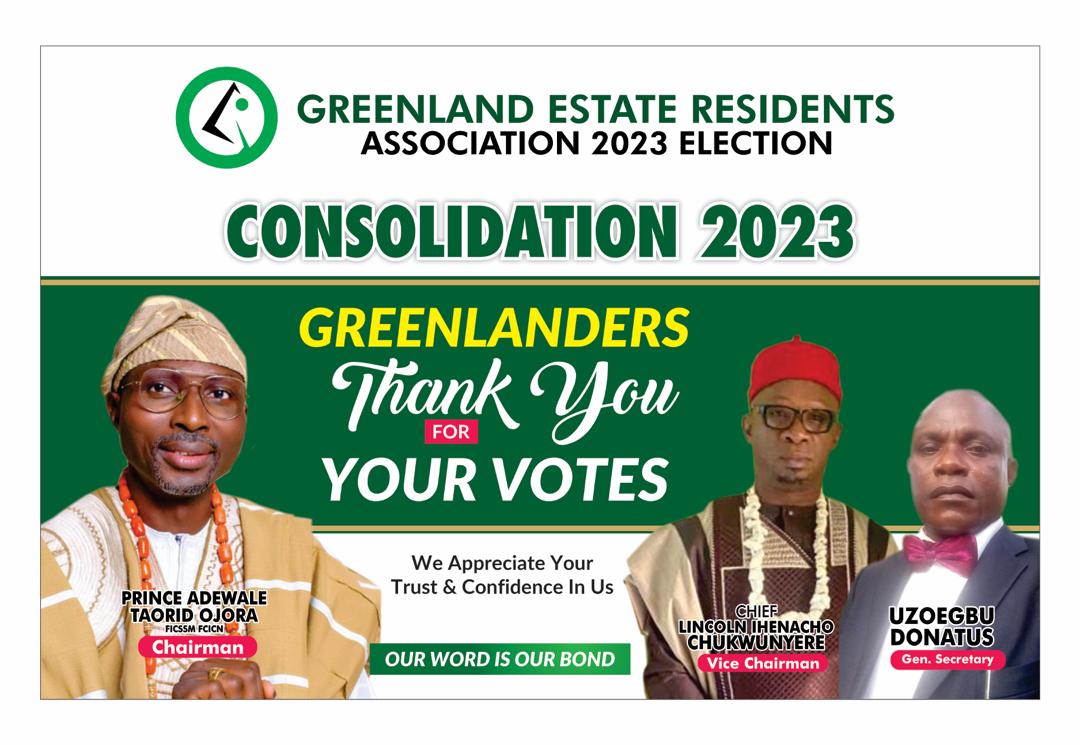 GREENLAND ESTATE RESIDENTS
ASSOCIATION 2023 ELECTION
CONSOLIDATION 2023
GREENLANDERS
Thank You
FOR
YOUR VOTES
We Appreciate Your
Trust & Confidence In Us
OUR WORD IS OUR BOND
PRINCE ADEWALE
TAORID OJORA
FICSSM FCICN
Chairman
CHIEF
LINCOLN IHENACHO
CHUKWUNYERE
Vice Chairman
UZOEGBU
DONATUS
Gen. Secretary